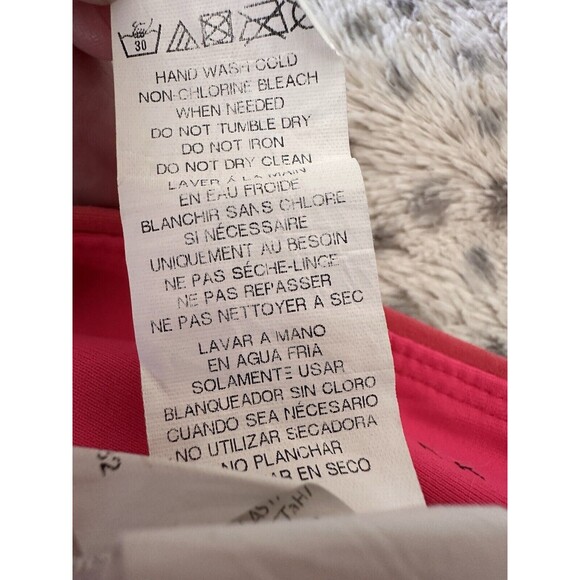 30
HAND WASH COLD
NON-CHLORINE BLEACH
WHEN NEEDED
DO NOT TUMBLE DRY
DO NOT IRON
DO NOT DRY CLEAN
LAVER À LA MAIN
EN EAU FROIDE
BLANCHIR SANS CHLORE
SI NÉCESSAIRE
UNIQUEMENT AU BESOIN
NE PAS SÉCHE-LINGE
NE PAS REPASSER
NE PAS NETTOYER A SEC
LAVAR A MANO
EN AGUA FRIA
SOLAMENTE USAR
BLANQUEADOR SIN CLORO
CUANDO SEA NÉCESARIO
NO UTILIZAR SECADORA
NO PLANCHAR
EN SECO